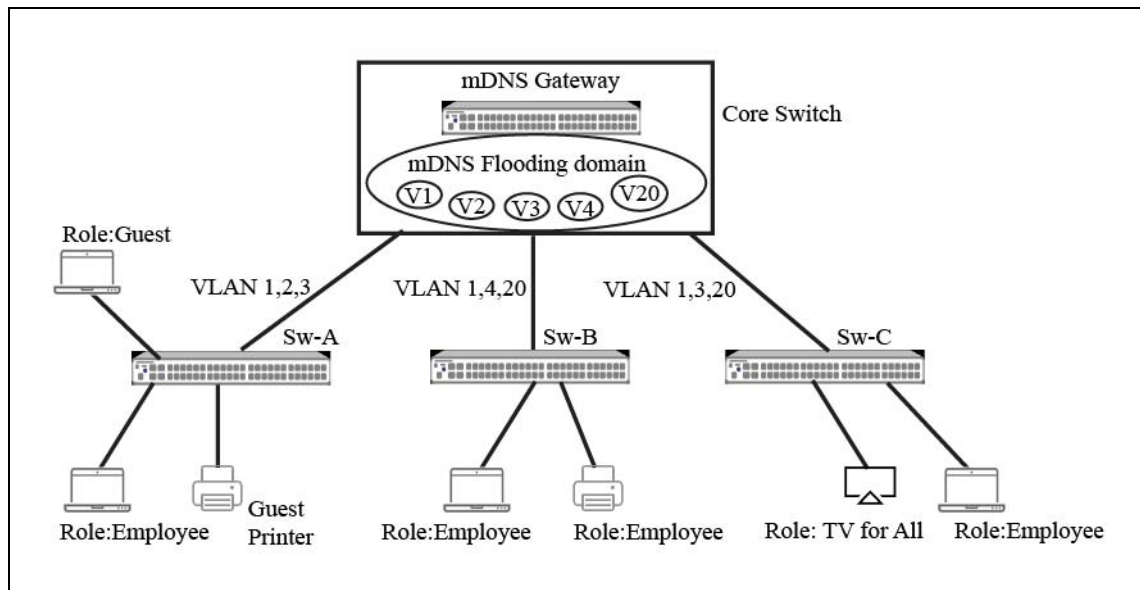 mDNS Gateway
Core Switch
mDNS Flooding domain
V1
V2
V3
V4
V20
Role:Guest
VLAN 1,2,3
VLAN 1,4,20
VLAN 1,3,20
Sw-A
Sw-B
Sw-C
Role:Employee
Guest
Printer
Role:Employee
Role:Employee
Role: TV for All
Role:Employee